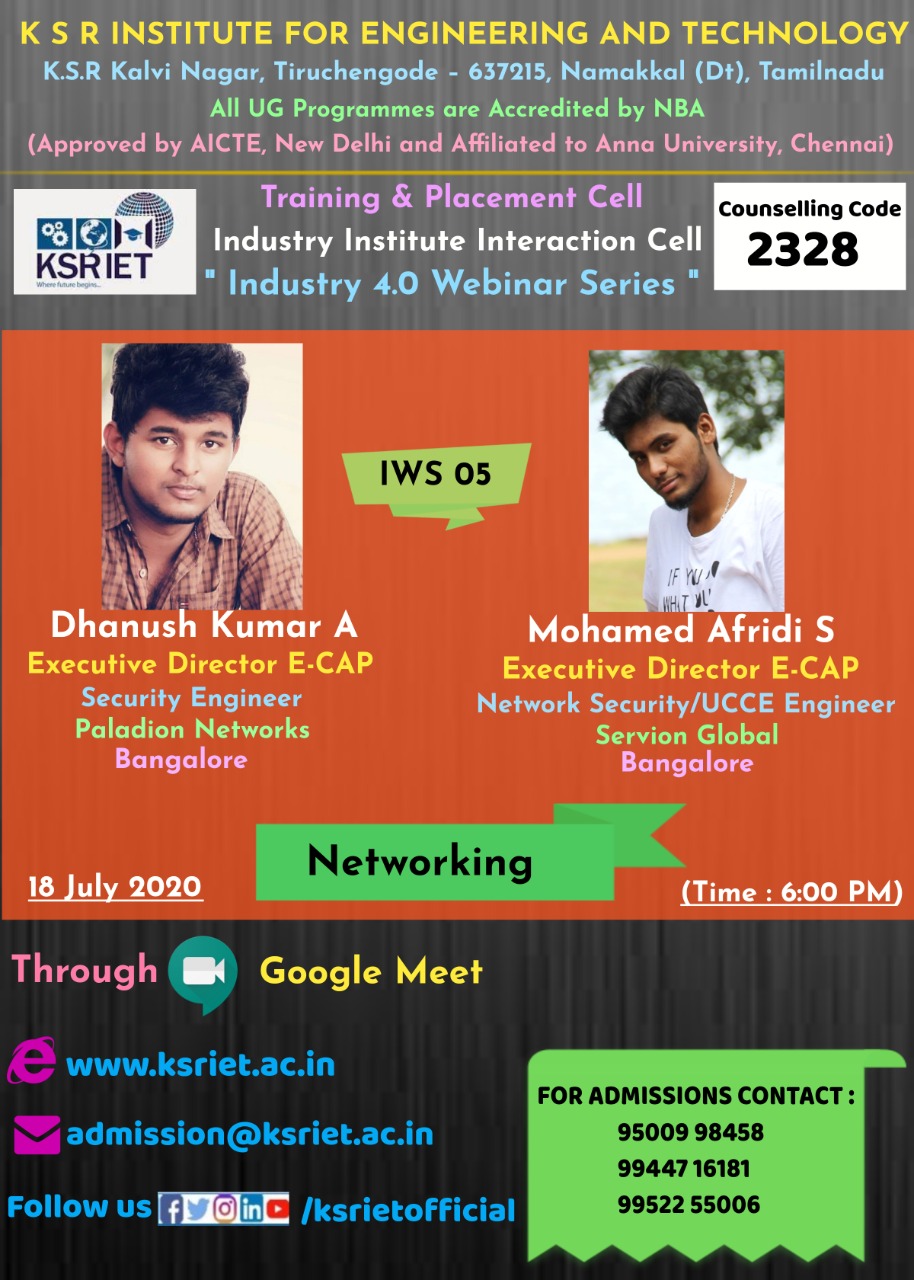 K S R INSTITUTE FOR ENGINEERING AND TECHNOLOGY
K.S.R Kalvi Nagar, Tiruchengode - 637215, Namakkal (Dt), Tamilnadu
All UG Programmes are Accredited by NBA
(Approved by AICTE, New Delhi and Affiliated to Anna University, Chennai)
KSRIET
Where future begins...
Training & Placement Cell
Industry Institute Interaction Cell
" Industry 4.0 Webinar Series "
Counselling Code
2328
IWS 05
IF YOU DO
WHAT YOU
Dhanush Kumar A
Executive Director E-CAP
Security Engineer
Paladion Networks
Bangalore
Mohamed Afridi S
Executive Director E-CAP
Network Security/UCCE Engineer
Servion Global
Bangalore
18 July 2020
Networking
(Time : 6:00 PM)
Through Google Meet
www.ksriet.ac.in
admission@ksriet.ac.in
Follow us /ksrietofficial
FOR ADMISSIONS CONTACT :
95009 98458
99447 16181
99522 55006